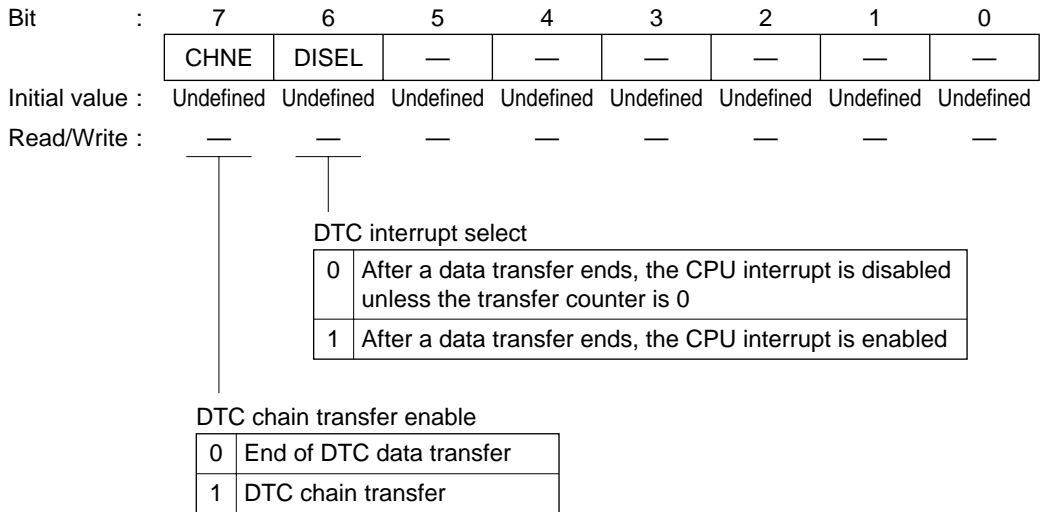 Bit : 7 6 5 4 3 2 1 0
CHNE DISEL — — — — — —
Initial value : Undefined Undefined Undefined Undefined Undefined Undefined Undefined Undefined
Read/Write : — — — — — — — —
DTC interrupt select
0 After a data transfer ends, the CPU interrupt is disabled
unless the transfer counter is 0
1 After a data transfer ends, the CPU interrupt is enabled
DTC chain transfer enable
0 End of DTC data transfer
1 DTC chain transfer